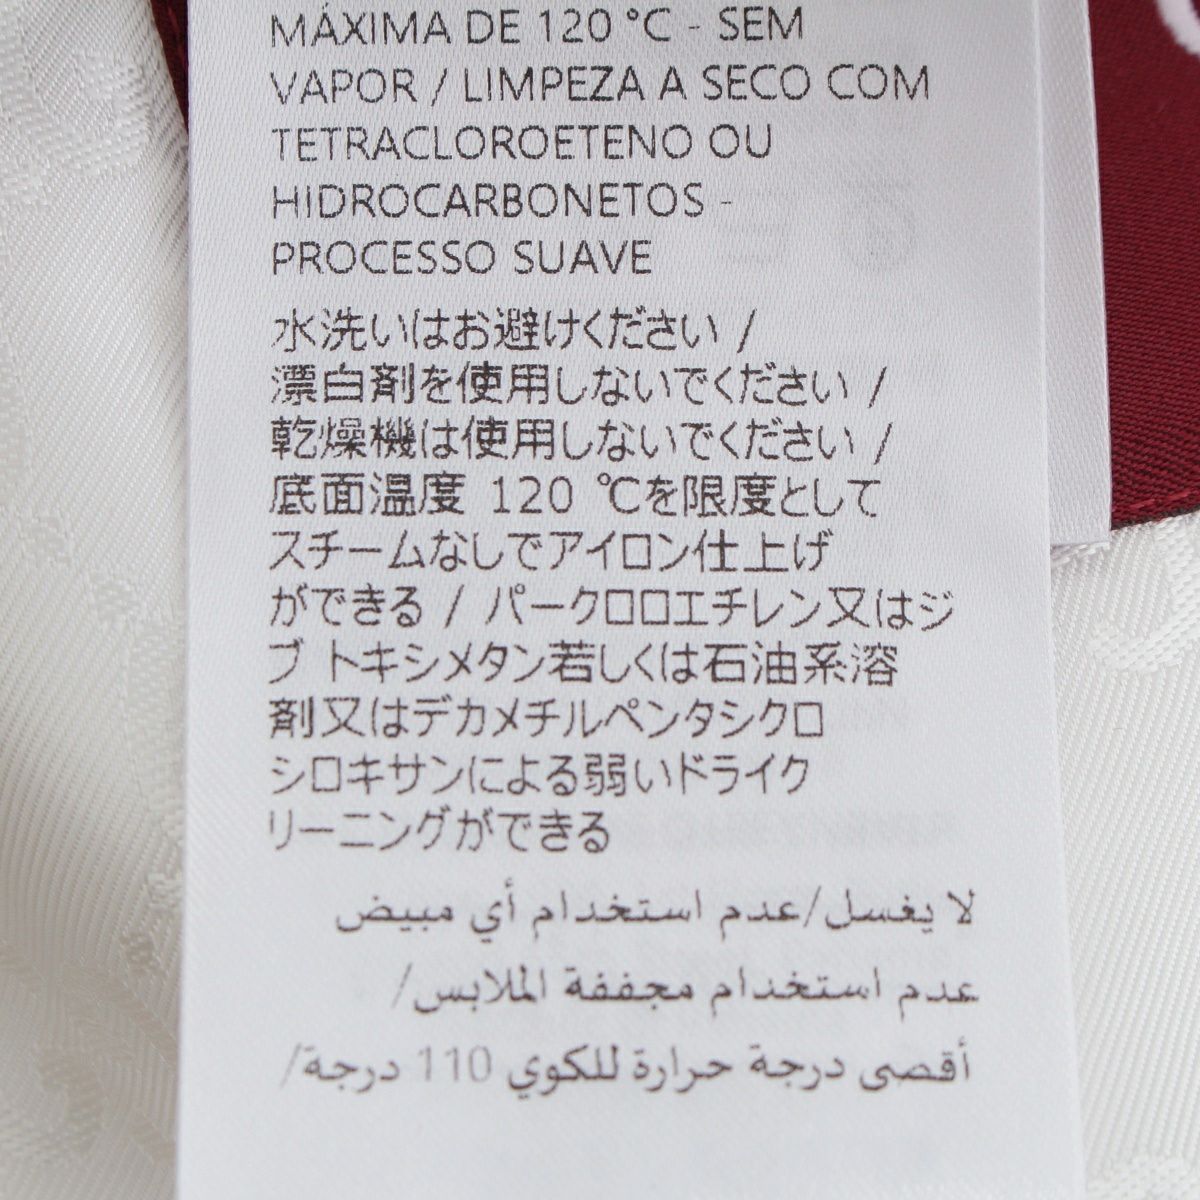 MÁXIMA DE 120 °C - SEM
VAPOR / LIMPEZA A SECO COM
TETRACLOROETENO OU
HIDROCARBONETOS -
PROCESSO SUAVE
水洗いはお避けください /
漂白剤を使用しないでください /
乾燥機は使用しないでください /
底面温度 120 ℃を限度として
スチームなしでアイロン仕上げ
ができる / パークロロエチレン又はジ
ブ トキシメタン若しくは石油系溶
剤又はデカメチルペンタシクロ
シロキサンによる弱いドライク
リーニングができる
لا يغسل/عدم استخدام أي مبيض
عدم استخدام مجففة الملابس/
أقصى درجة حرارة للكوي 110 درجة/